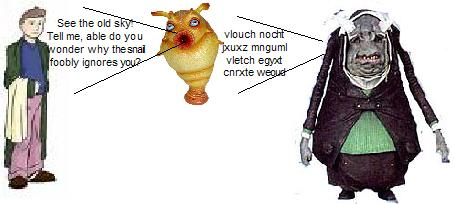 See the old sky!
Tell me, able do you
wonder why thesnal
foobly ignores you?
vlouch nocht
jxuxz mnguml
vletch egyxt
cnrxte weoud